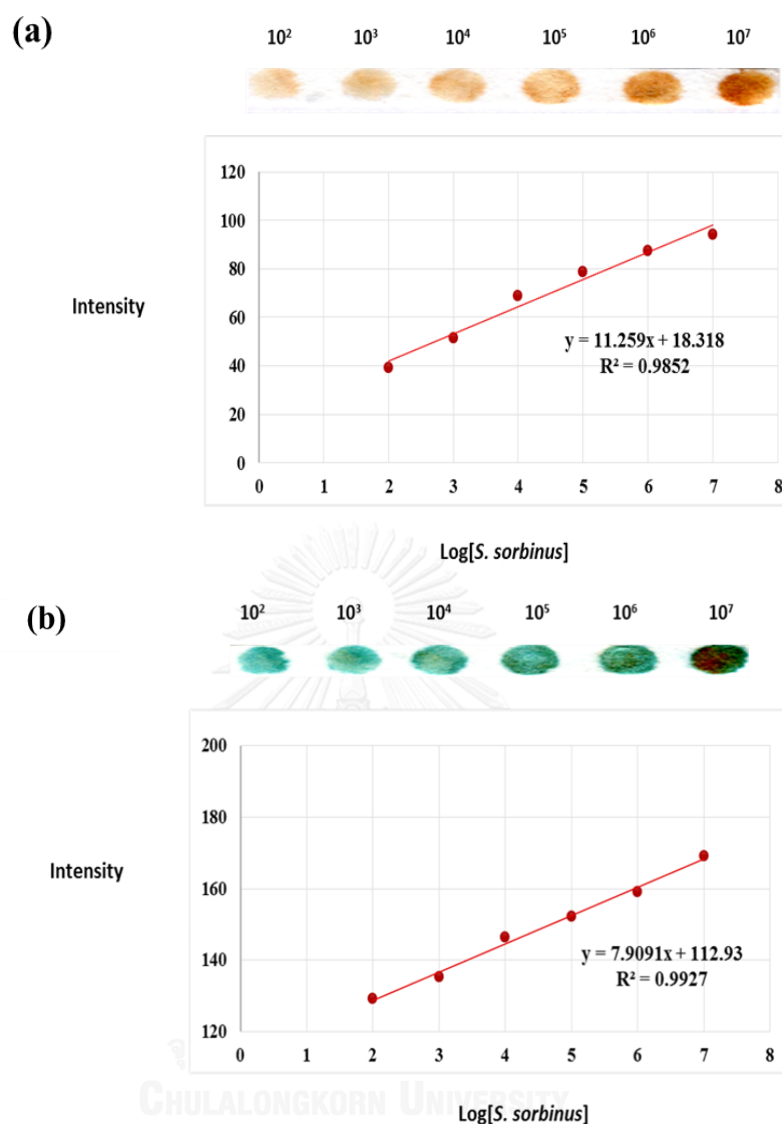 (a)
10² 10³ 10⁴ 10⁵ 10⁶ 10⁷
120
100
80
60
40
20
0
Intensity
y = 11.259x + 18.318
R² = 0.9852
0 1 2 3 4 5 6 7 8
Log[S. sorbinus]
(b)
10² 10³ 10⁴ 10⁵ 10⁶ 10⁷
200
180
160
140
120
Intensity
y = 7.9091x + 112.93
R² = 0.9927
0 1 2 3 4 5 6 7 8
CHULALONGKORN UNIVERSITY
Log[S. sorbinus]